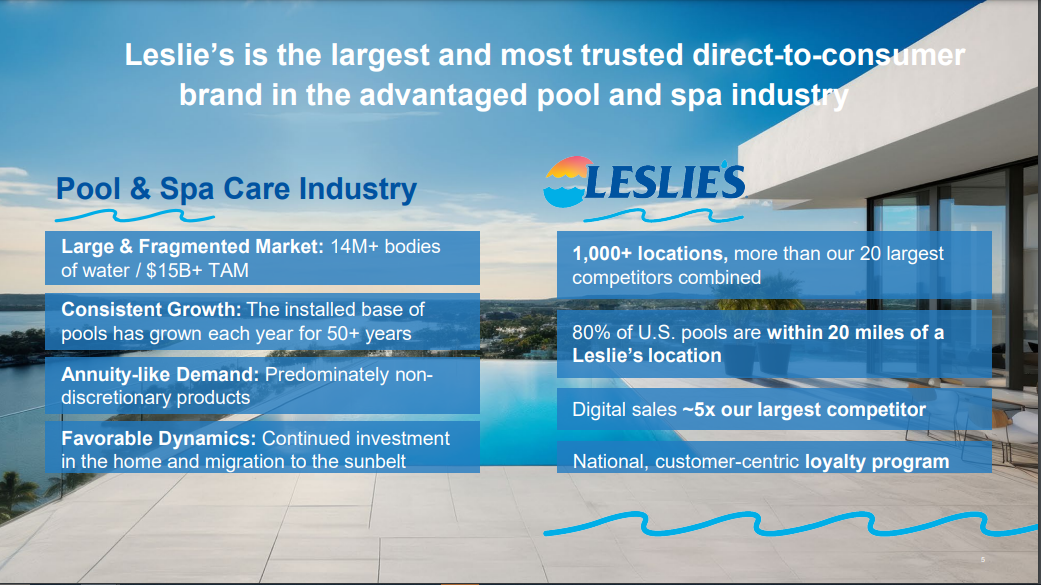 Leslie’s is the largest and most trusted direct-to-consumer
brand in the advantaged pool and spa industry
Pool & Spa Care Industry
Large & Fragmented Market: 14M+ bodies
of water / $15B+ TAM
Consistent Growth: The installed base of
pools has grown each year for 50+ years
Annuity-like Demand: Predominately non-
discretionary products
Favorable Dynamics: Continued investment
in the home and migration to the sunbelt
LESLIE'S
1,000+ locations, more than our 20 largest
competitors combined
80% of U.S. pools are within 20 miles of a
Leslie’s location
Digital sales ~5x our largest competitor
National, customer-centric loyalty program
5